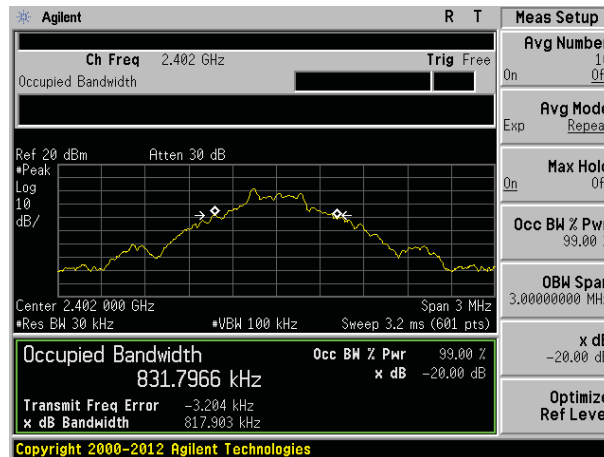 Agilent R T
Ch Freq 2.402 GHz Trig Free
Occupied Bandwidth
Ref 20 dBm Atten 30 dB
#Peak
Log
10
dB/
Center 2.402 000 GHz Span 3 MHz
#Res BW 30 kHz #VBW 100 kHz Sweep 3.2 ms (601 pts)
Occupied Bandwidth Occ BW % Pwr 99.00 %
831.7966 kHz x dB -20.00 dB
Transmit Freq Error -3.204 kHz
x dB Bandwidth 817.903 kHz
Copyright 2000-2012 Agilent Technologies
Meas Setup
Avg Number
10
On Off
Avg Mode
Exp Repeat
Max Hold
On Off
Occ BW % Pwr
99.00 %
OBW Span
3.00000000 MHz
x dB
-20.00 dB
Optimize
Ref Level